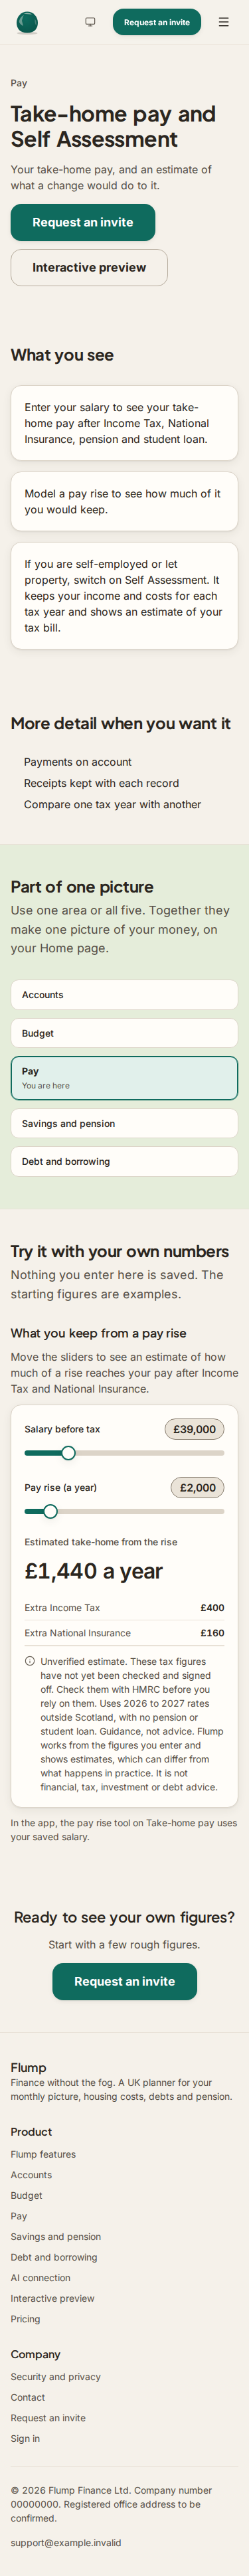 Request an invite
Pay
Take-home pay and
Self Assessment
Your take-home pay, and an estimate of
what a change would do to it.
Request an invite
Interactive preview
What you see
Enter your salary to see your take-
home pay after Income Tax, National
Insurance, pension and student loan.
Model a pay rise to see how much of it
you would keep.
If you are self-employed or let
property, switch on Self Assessment. It
keeps your income and costs for each
tax year and shows an estimate of your
tax bill.
More detail when you want it
Payments on account
Receipts kept with each record
Compare one tax year with another
Part of one picture
Use one area or all five. Together they
make one picture of your money, on
your Home page.
Accounts
Budget
Pay
You are here
Savings and pension
Debt and borrowing
Try it with your own numbers
Nothing you enter here is saved. The
starting figures are examples.
What you keep from a pay rise
Move the sliders to see an estimate of how
much of a rise reaches your pay after Income
Tax and National Insurance.
Salary before tax £39,000
Pay rise (a year) £2,000
Estimated take-home from the rise
£1,440 a year
Extra Income Tax £400
Extra National Insurance £160
Unverified estimate. These tax figures
have not yet been checked and signed
off. Check them with HMRC before you
rely on them. Uses 2026 to 2027 rates
outside Scotland, with no pension or
student loan. Guidance, not advice. Flump
works from the figures you enter and
shows estimates, which can differ from
what happens in practice. It is not
financial, tax, investment or debt advice.
In the app, the pay rise tool on Take-home pay uses
your saved salary.
Ready to see your own figures?
Start with a few rough figures.
Request an invite
Flump
Finance without the fog. A UK planner for your
monthly picture, housing costs, debts and pension.
Product
Flump features
Accounts
Budget
Pay
Savings and pension
Debt and borrowing
AI connection
Interactive preview
Pricing
Company
Security and privacy
Contact
Request an invite
Sign in
© 2026 Flump Finance Ltd. Company number
00000000. Registered office address to be
confirmed.
support@example.invalid